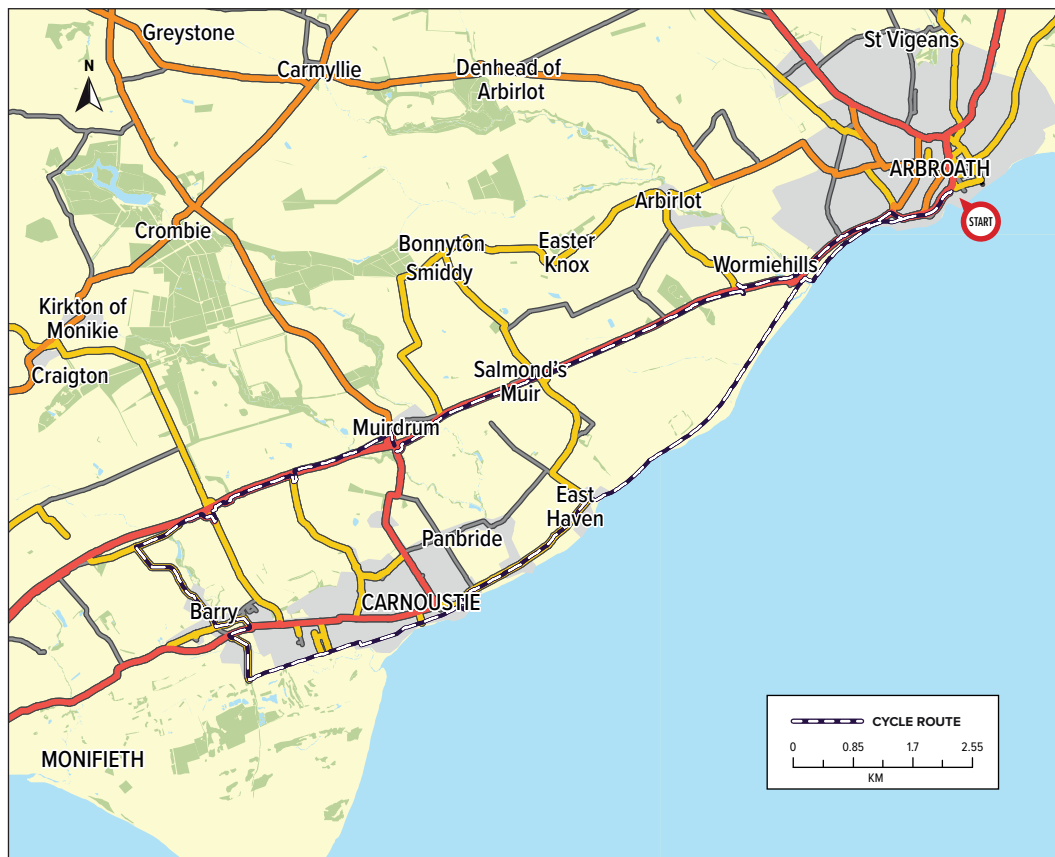 Greystone
St Vigeans
N
Carmyllie
Denhead of
Arbirlot
ARBROATH
Arbirlot
START
Crombie
Bonnyton
Smiddy
Easter
Knox
Wormiehills
Kirkton of
Monikie
Craigton
Salmond's
Muir
Muirdrum
East
Haven
Panbride
Barry
CARNOUSTIE
MONIFIETH
CYCLE ROUTE
0 0.85 1.7 2.55
KM